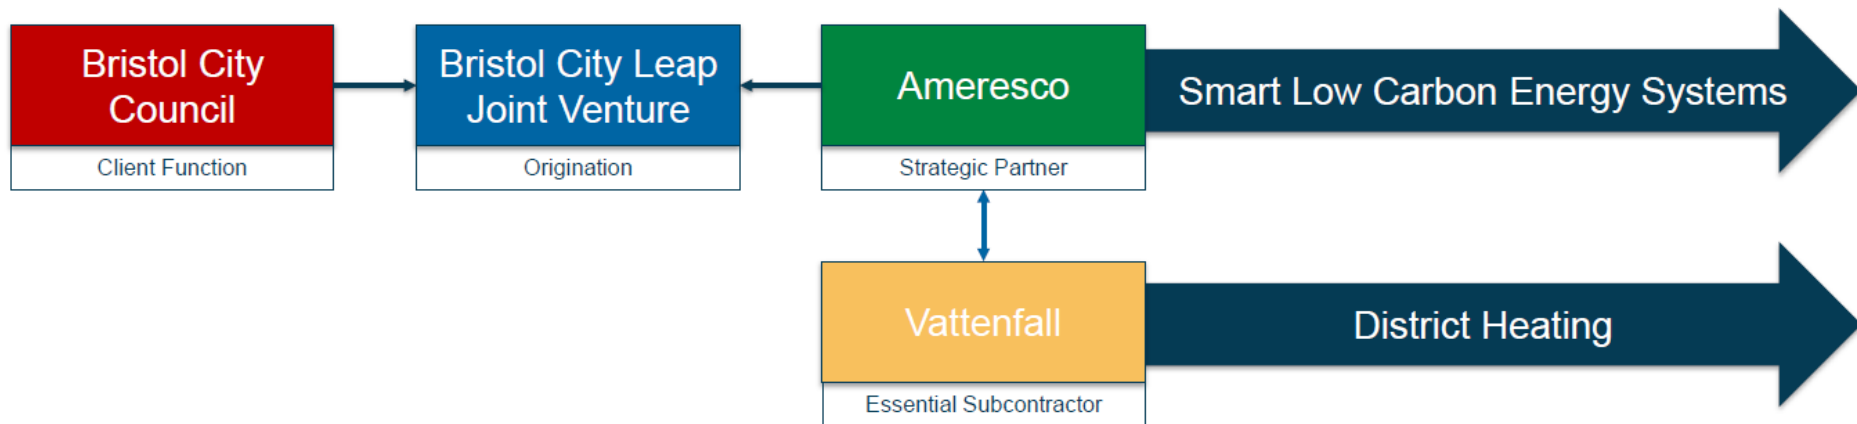 Bristol City
Council
Client Function
Bristol City Leap
Joint Venture
Origination
Ameresco
Strategic Partner
Smart Low Carbon Energy Systems
Vattenfall
Essential Subcontractor
District Heating